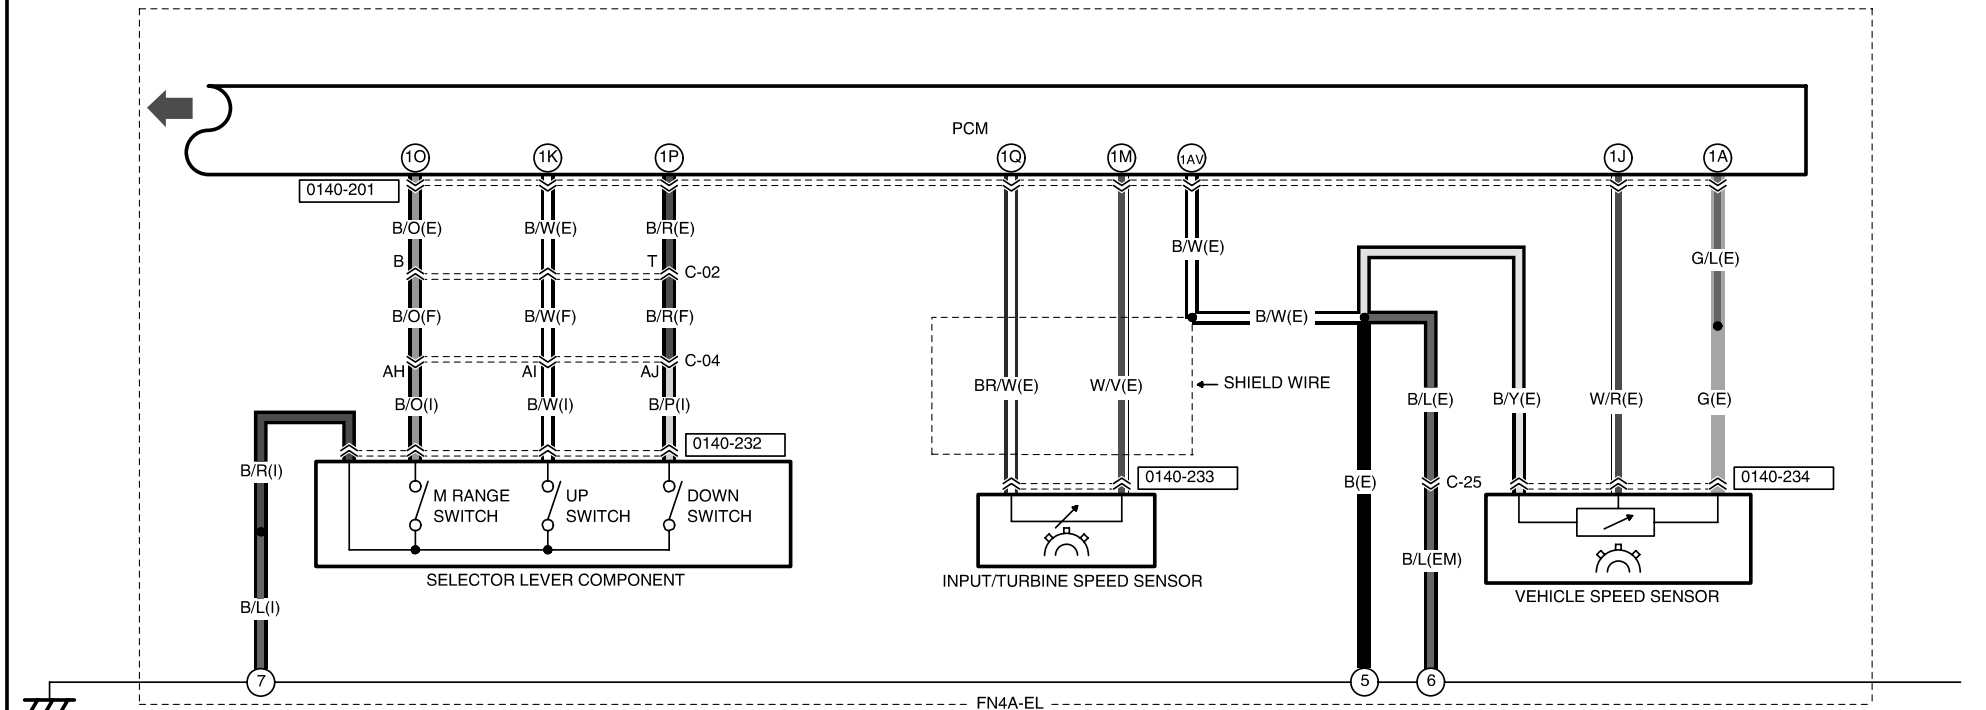 PCM
1O 1K 1P 1Q 1M 1AV 1J 1A
0140-201
B/O(E) B/W(E) B/R(E)
B/W(E)
G/L(E)
B T C-02
B/O(F) B/W(F) B/R(F)
B/W(E)
C-04
AH AI AJ
BR/W(E) W/V(E) SHIELD WIRE
B/O(I) B/W(I) B/P(I)
B/L(E) B/Y(E) W/R(E) G(E)
0140-232
B/R(I)
0140-233
0140-234
B(E) C-25
M RANGE
SWITCH
UP
SWITCH
DOWN
SWITCH
B/L(EM)
SELECTOR LEVER COMPONENT
INPUT/TURBINE SPEED SENSOR
VEHICLE SPEED SENSOR
B/L(I)
7 5 6
FN4A-EL